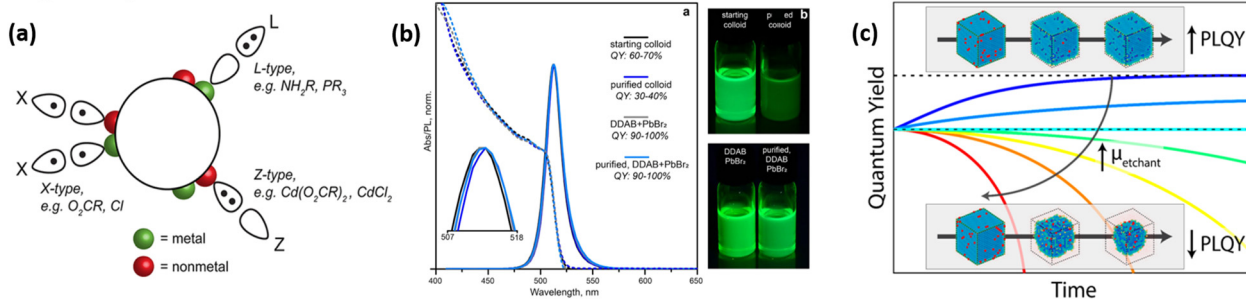 (a)
L
L-type,
e.g. NH₂R, PR₃
X
X
X-type,
e.g. O₂CR, Cl
Z-type,
e.g. Cd(O₂CR)₂, CdCl₂
Z
= metal
= nonmetal
(b)
a
Abs/PL, norm.
starting colloid
QY: 60-70%
purified colloid
QY: 30-40%
DDAB+PbBr₂
QY: 90-100%
purified, DDAB+PbBr₂
QY: 90-100%
507 518
400 450 500 550 600 650
Wavelength, nm
b
starting
colloid
colloid
DDAB
PbBr₂
purified,
DDAB
PbBr₂
(c)
Quantum Yield
↑ PLQY
↑ μetchant
↓ PLQY
Time